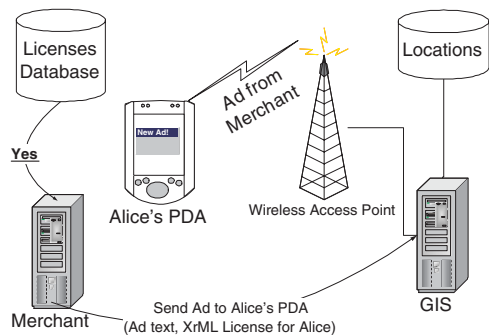 Licenses
Database
Locations
Ad from
Merchant
New Ad!
Yes
Alice's PDA
Wireless Access Point
Merchant
GIS
Send Ad to Alice's PDA
(Ad text, XrML License for Alice)